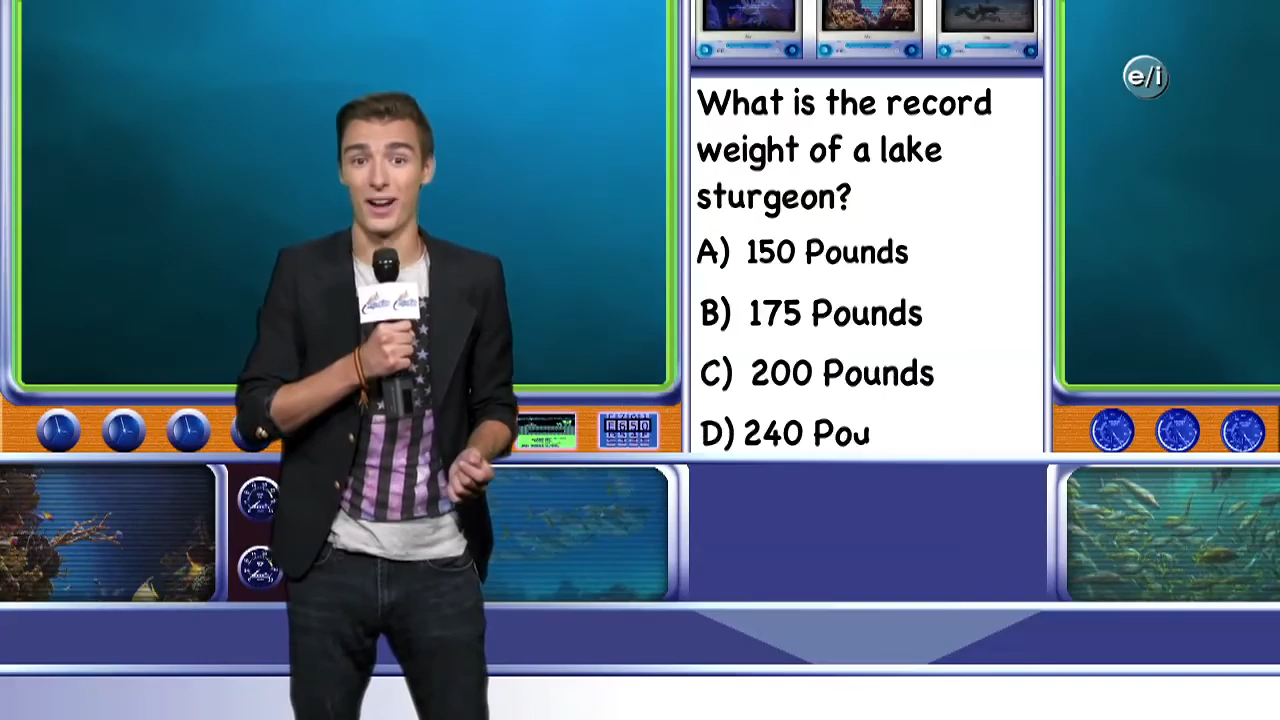 e/i
What is the record
weight of a lake
sturgeon?
A) 150 Pounds
B) 175 Pounds
C) 200 Pounds
D) 240 Pou